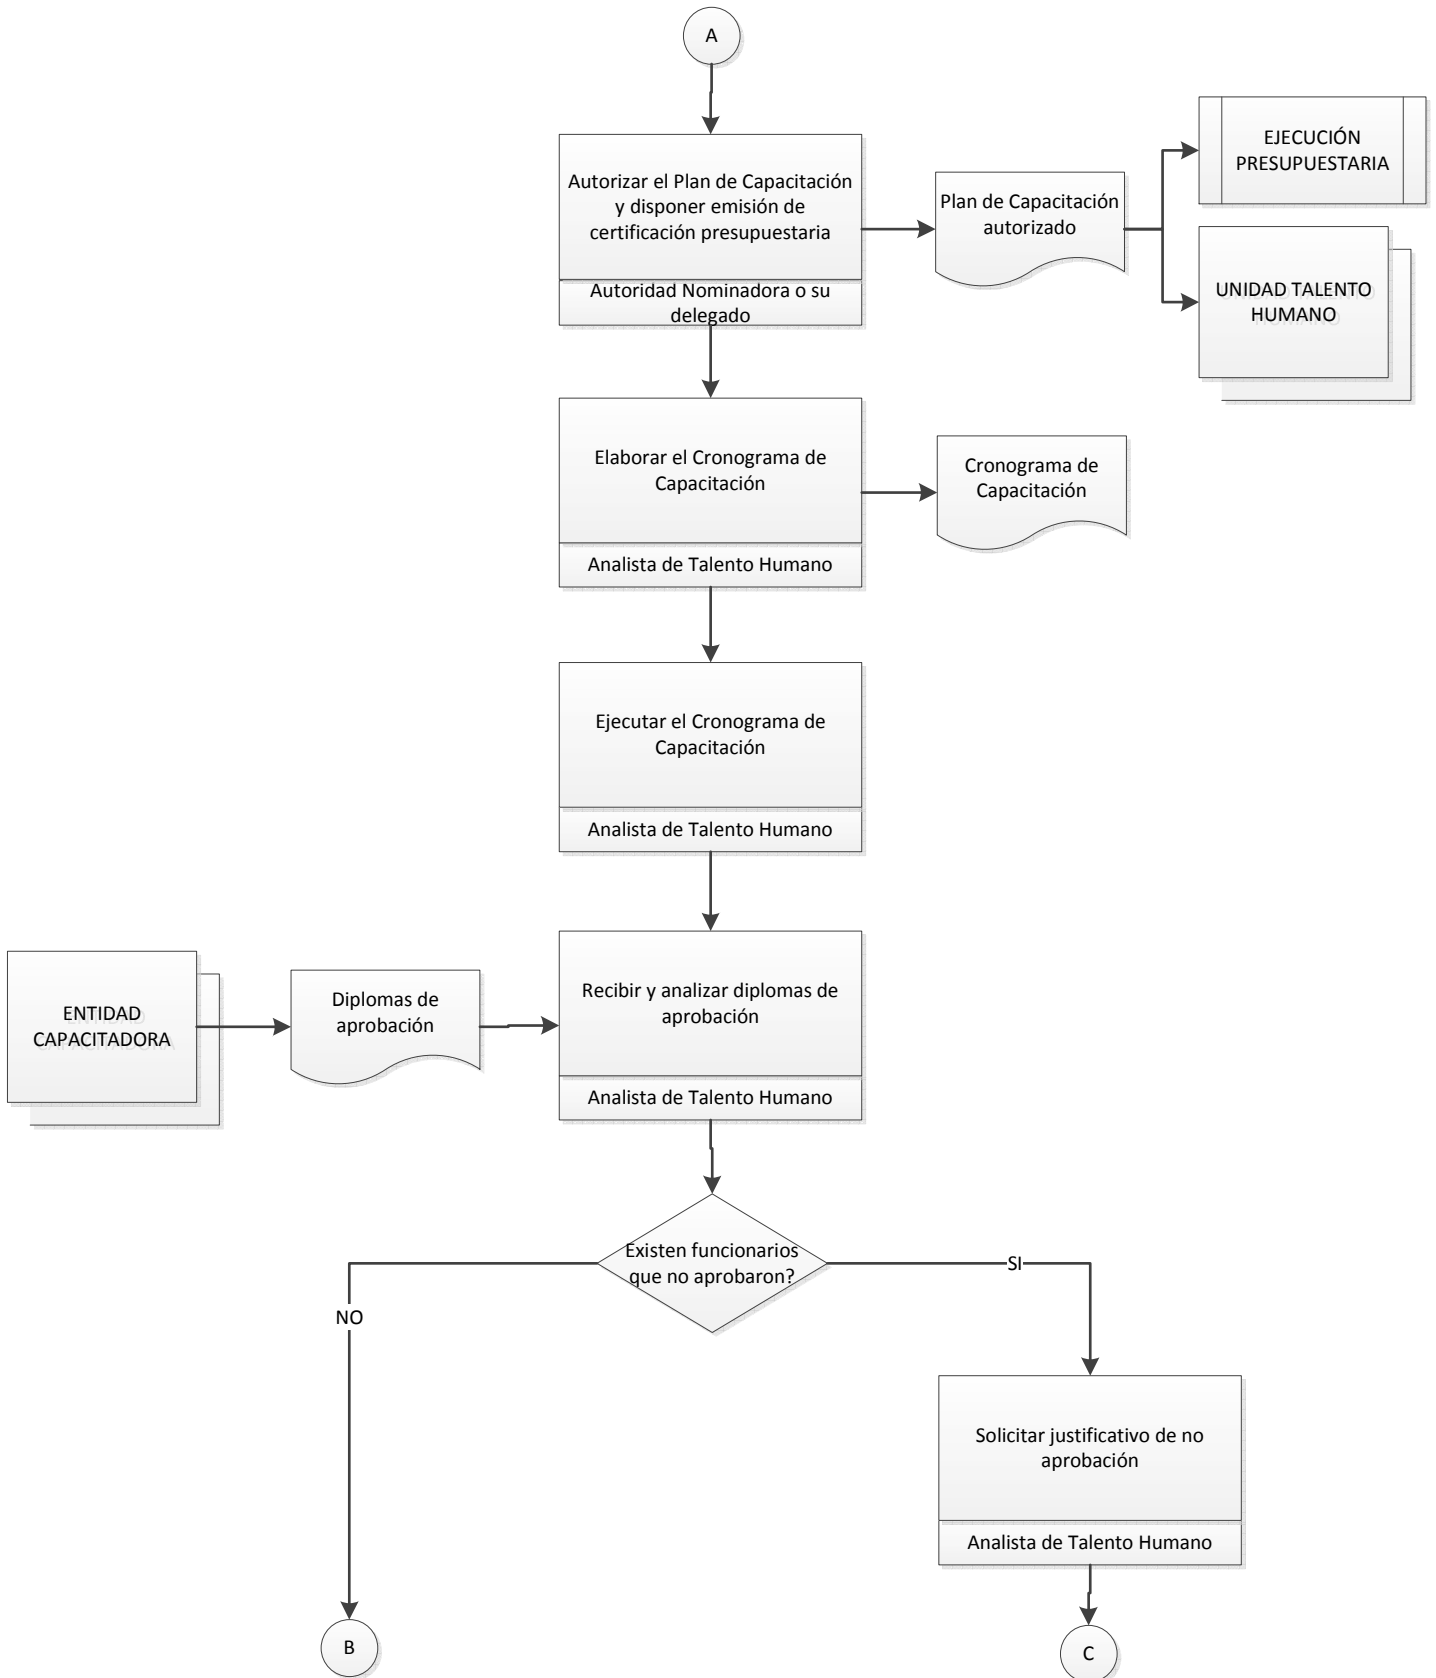 A
Autorizar el Plan de Capacitación
y disponer emisión de
certificación presupuestaria
Autoridad Nominadora o su
delegado
Plan de Capacitación
autorizado
EJECUCIÓN
PRESUPUESTARIA
UNIDAD TALENTO
HUMANO
Elaborar el Cronograma de
Capacitación
Analista de Talento Humano
Cronograma de
Capacitación
Ejecutar el Cronograma de
Capacitación
Analista de Talento Humano
ENTIDAD
CAPACITADORA
Diplomas de
aprobación
Recibir y analizar diplomas de
aprobación
Analista de Talento Humano
Existen funcionarios
que no aprobaron?
SI
NO
Solicitar justificativo de no
aprobación
Analista de Talento Humano
B
C